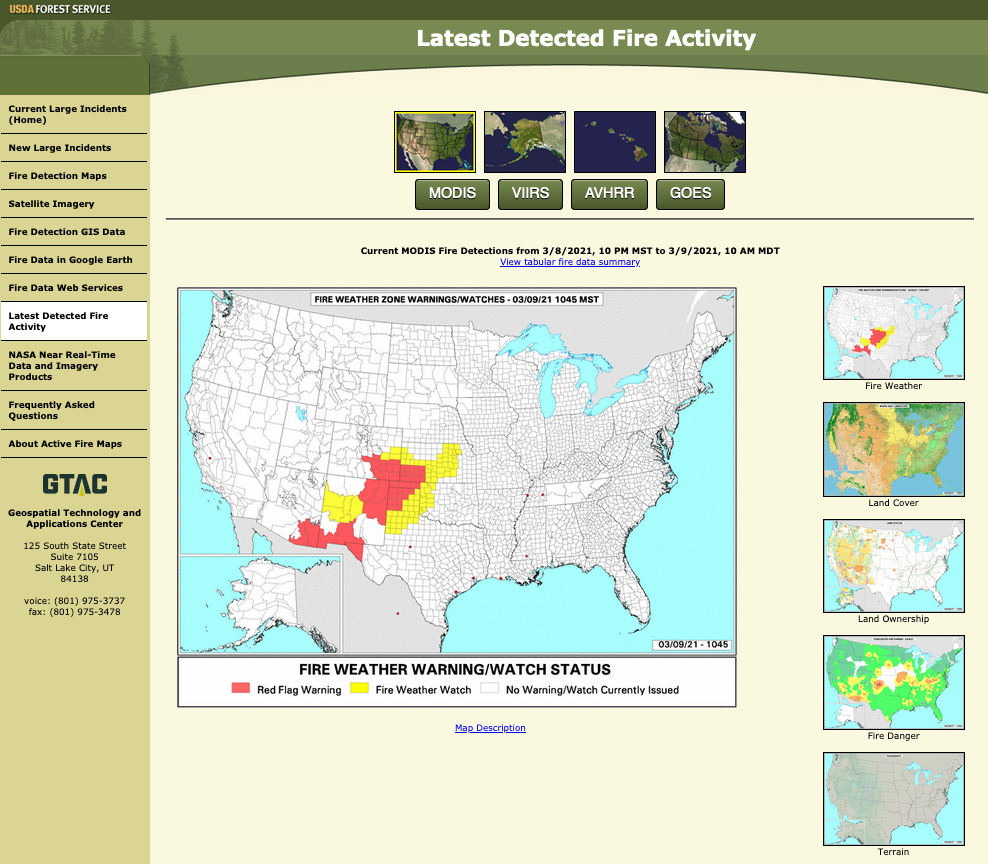 USDA FOREST SERVICE
Latest Detected Fire Activity
Current Large Incidents
(Home)
New Large Incidents
Fire Detection Maps
Satellite Imagery
Fire Detection GIS Data
Fire Data in Google Earth
Fire Data Web Services
Latest Detected Fire
Activity
NASA Near Real-Time
Data and Imagery
Products
Frequently Asked
Questions
About Active Fire Maps
GTAC
Geospatial Technology and
Applications Center
125 South State Street
Suite 7105
Salt Lake City, UT
84138
voice: (801) 975-3737
fax: (801) 975-3478
MODIS VIIRS AVHRR GOES
Current MODIS Fire Detections from 3/8/2021, 10 PM MST to 3/9/2021, 10 AM MDT
View tabular fire data summary
FIRE WEATHER ZONE WARNINGS/WATCHES - 03/09/21 1045 MST
03/09/21 - 1045
FIRE WEATHER WARNING/WATCH STATUS
Red Flag Warning Fire Weather Watch No Warning/Watch Currently Issued
Map Description
Fire Weather
Land Cover
Land Ownership
Fire Danger
Terrain